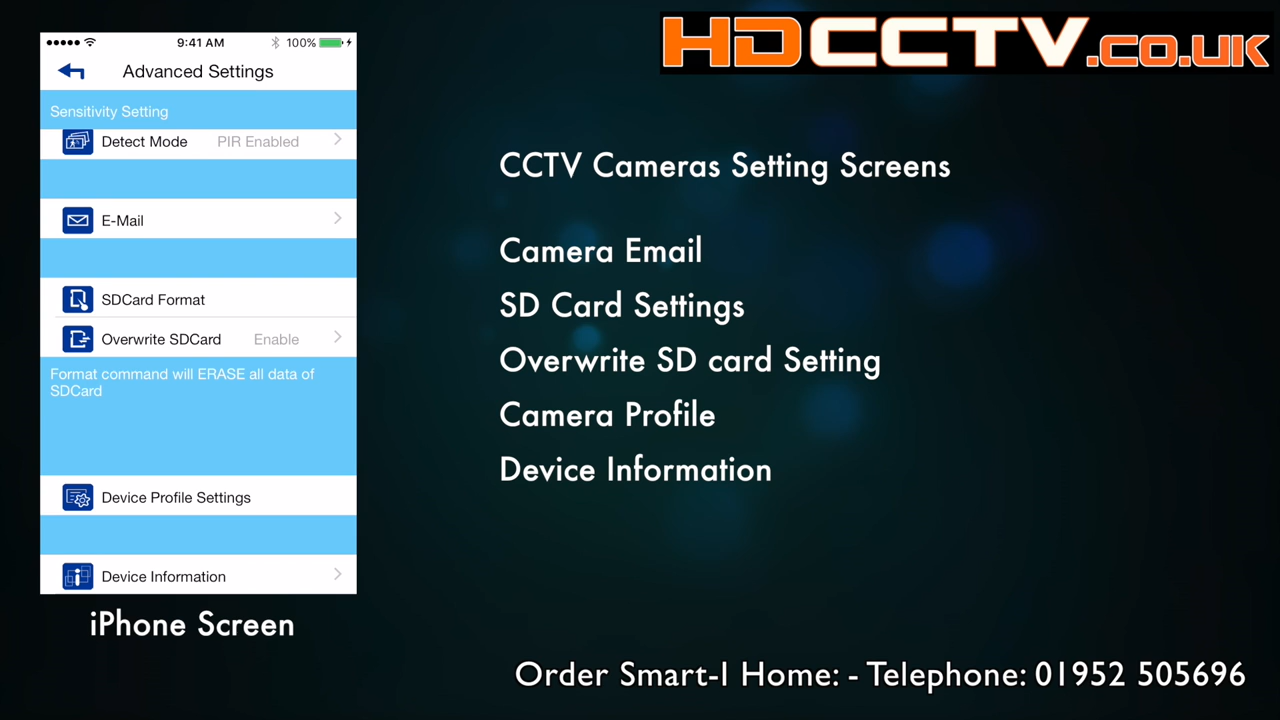 9:41 AM 100%
Advanced Settings
Sensitivity Setting
Detect Mode PIR Enabled
E-Mail
SDCard Format
Overwrite SDCard Enable
Format command will ERASE all data of
SDCard
Device Profile Settings
Device Information
iPhone Screen
HDCCTV.co.uk
CCTV Cameras Setting Screens
Camera Email
SD Card Settings
Overwrite SD card Setting
Camera Profile
Device Information
Order Smart-I Home: - Telephone: 01952 505696